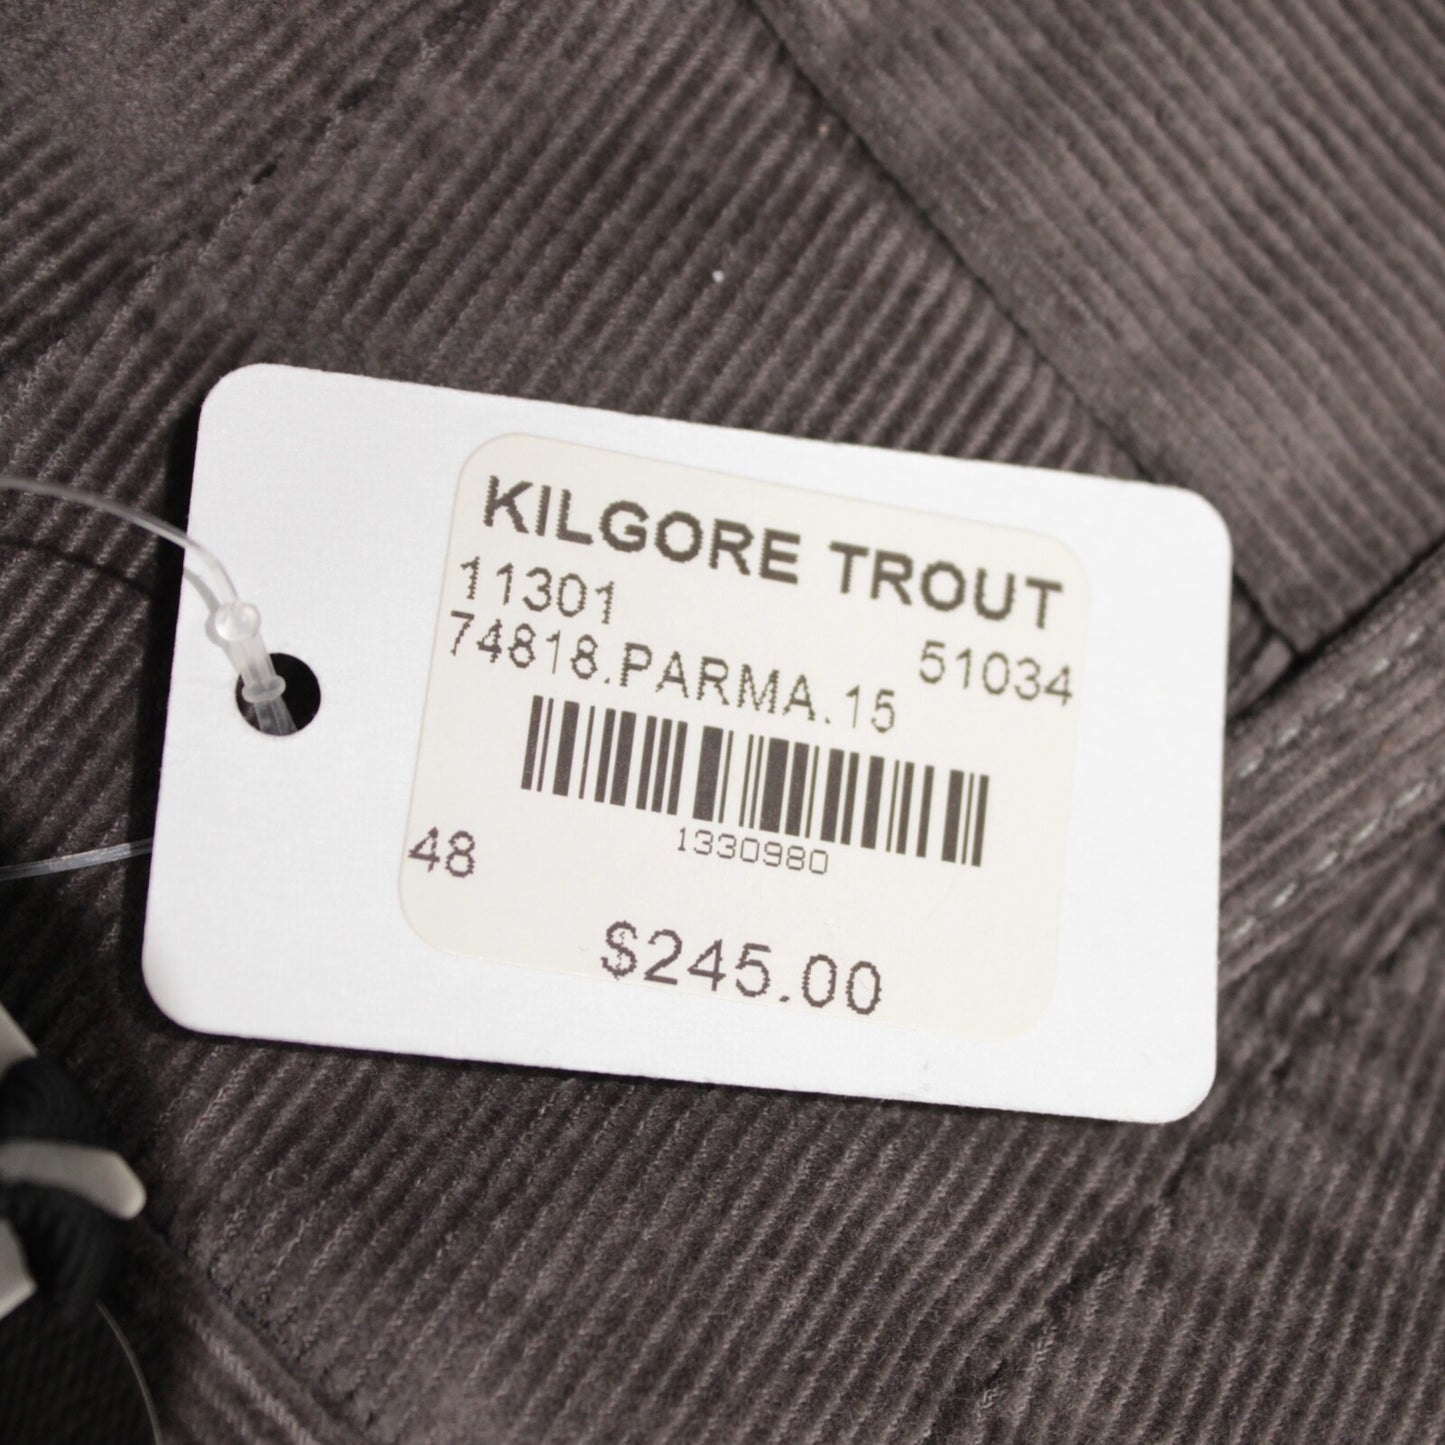 KILGORE TROUT
11301
51034
74818.PARMA.15
1330980
48
$245.00